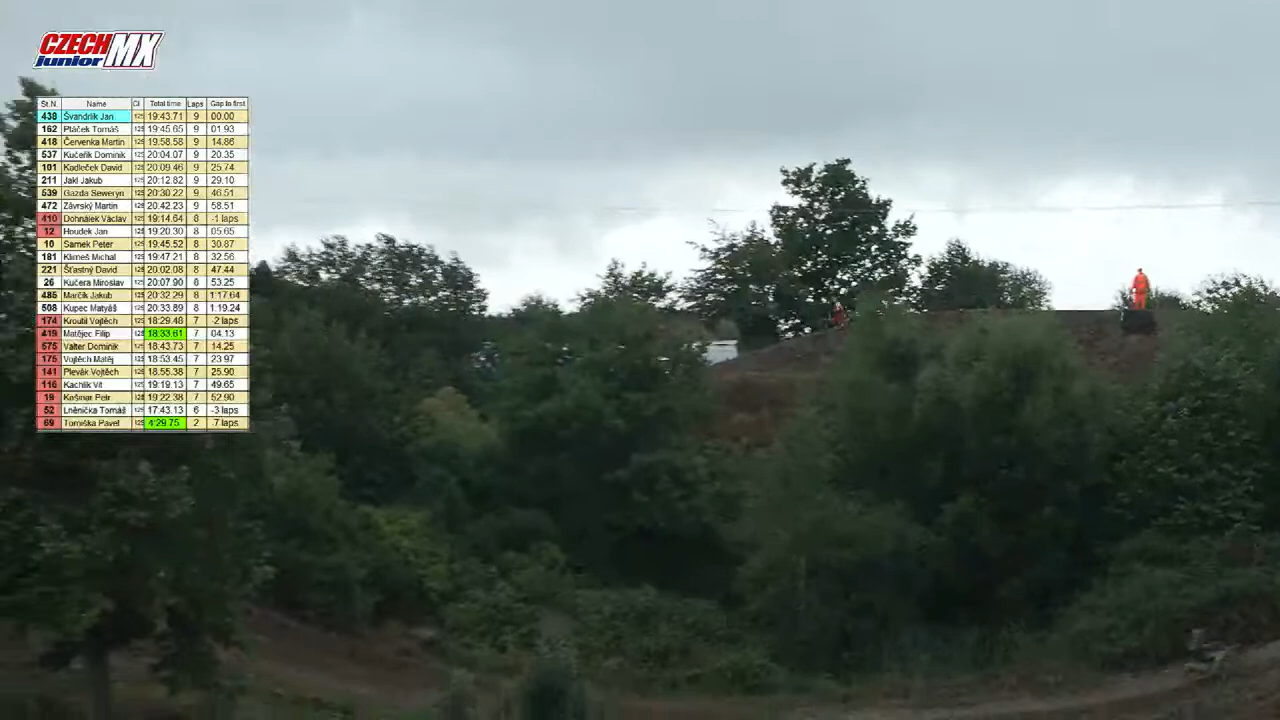 CZECH MX
junior
St.N. Name Cl Total time Laps Gap to first
438 Švandrlík Jan 125 19:43.71 9 00.00
162 Ptáček Tomáš 125 19:45.65 9 01.93
418 Červenka Martin 125 19:58.58 9 14.86
537 Kučeřík Dominik 125 20:04.07 9 20.35
101 Kadleček David 125 20:09.46 9 25.74
211 Jakl Jakub 125 20:12.82 9 29.10
539 Gazda Seweryn 125 20:30.22 9 46.51
472 Závrský Martin 125 20:42.23 9 58.51
410 Dohnálek Václav 125 19:14.64 8 -1 laps
12 Houdek Jan 125 19:20.30 8 05.65
10 Samek Peter 125 19:45.52 8 30.87
181 Klimeš Michal 125 19:47.21 8 32.56
221 Šťastný David 125 20:02.08 8 47.44
26 Kučera Miroslav 125 20:07.90 8 53.25
485 Marčík Jakub 125 20:32.29 8 1:17.64
508 Kupec Matyáš 125 20:33.89 8 1:19.24
174 Kroutil Vojtěch 125 18:29.48 7 -2 laps
419 Matějec Filip 125 18:33.61 7 04.13
575 Valter Dominik 125 18:43.73 7 14.25
175 Vojtěch Matěj 125 18:53.45 7 23.97
141 Plevák Vojtěch 125 18:55.38 7 25.90
116 Kachlík Vít 125 19:19.13 7 49.65
19 Košinar Petr 125 19:22.38 7 52.90
52 Lněnička Tomáš 125 17:43.13 6 -3 laps
69 Tomiška Pavel 125 4:29.75 2 -7 laps